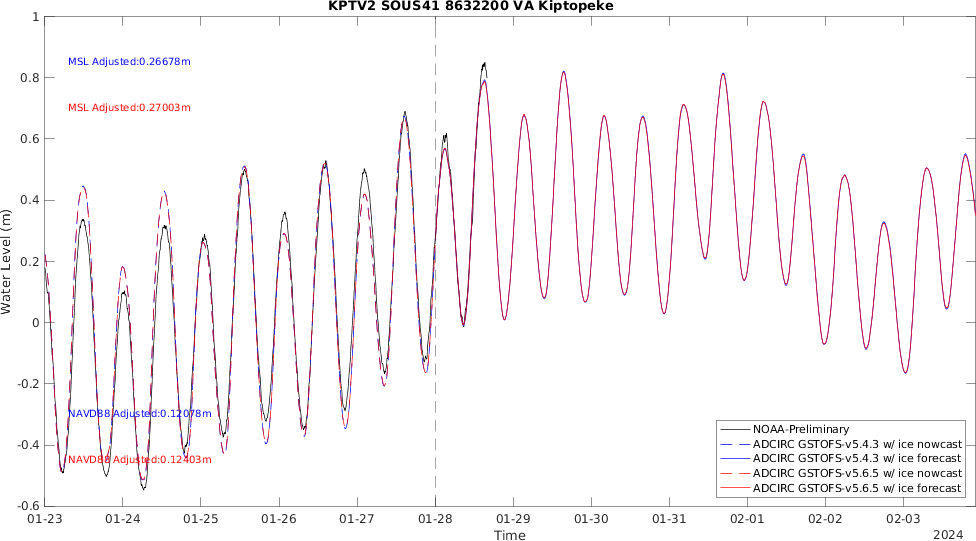 KPTV2 SOUS41 8632200 VA Kiptopeke
1
0.8
0.6
0.4
0.2
0
-0.2
-0.4
-0.6
Water Level (m)
MSL Adjusted:0.26678m
MSL Adjusted:0.27003m
NAVD88 Adjusted:0.12078m
NAVD88 Adjusted:0.12403m
NOAA-Preliminary
ADCIRC GSTOFS-v5.4.3 w/ ice nowcast
ADCIRC GSTOFS-v5.4.3 w/ ice forecast
ADCIRC GSTOFS-v5.6.5 w/ ice nowcast
ADCIRC GSTOFS-v5.6.5 w/ ice forecast
01-23 01-24 01-25 01-26 01-27 01-28 01-29 01-30 01-31 02-01 02-02 02-03
Time
2024